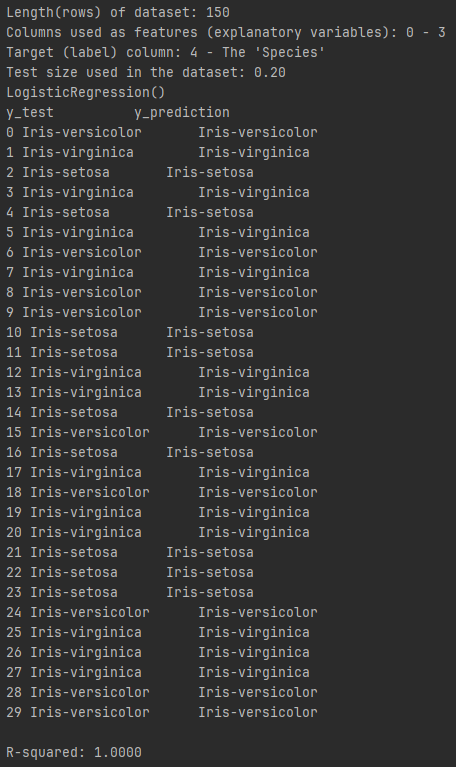 Length(rows) of dataset: 150
Columns used as features (explanatory variables): 0 - 3
Target (label) column: 4 - The 'Species'
Test size used in the dataset: 0.20
LogisticRegression()
y_test          y_prediction
0 Iris-versicolor       Iris-versicolor
1 Iris-virginica        Iris-virginica
2 Iris-setosa       Iris-setosa
3 Iris-virginica        Iris-virginica
4 Iris-setosa       Iris-setosa
5 Iris-virginica        Iris-virginica
6 Iris-versicolor       Iris-versicolor
7 Iris-virginica        Iris-virginica
8 Iris-versicolor       Iris-versicolor
9 Iris-versicolor       Iris-versicolor
10 Iris-setosa      Iris-setosa
11 Iris-setosa      Iris-setosa
12 Iris-virginica       Iris-virginica
13 Iris-virginica       Iris-virginica
14 Iris-setosa      Iris-setosa
15 Iris-versicolor      Iris-versicolor
16 Iris-setosa      Iris-setosa
17 Iris-virginica       Iris-virginica
18 Iris-versicolor      Iris-versicolor
19 Iris-virginica       Iris-virginica
20 Iris-virginica       Iris-virginica
21 Iris-setosa      Iris-setosa
22 Iris-setosa      Iris-setosa
23 Iris-setosa      Iris-setosa
24 Iris-versicolor      Iris-versicolor
25 Iris-virginica       Iris-virginica
26 Iris-virginica       Iris-virginica
27 Iris-virginica       Iris-virginica
28 Iris-versicolor      Iris-versicolor
29 Iris-versicolor      Iris-versicolor
R-squared: 1.0000